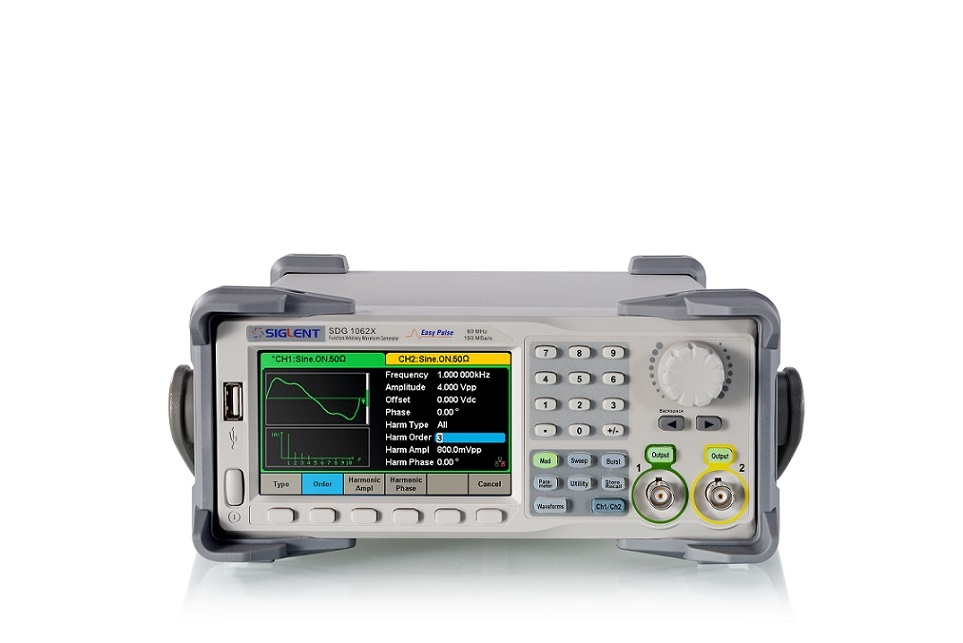 SIGLENT SDG 1062X
Function/Arbitrary Waveform Generator
Easy Pulse
60 MHz
150 MSa/s
*CH1:Sine.ON.50Ω CH2:Sine.ON.50Ω
Frequency 1.000 000kHz
Amplitude 4.000 Vpp
Offset 0.000 Vdc
Phase 0.00 °
Harm Type All
Harm Order 3
Harm Ampl 800.0mVpp
Harm Phase 0.00 °
|A|
f
1 2 3 4 5 6 7 8 9 10
Type Order Harmonic Ampl Harmonic Phase Cancel
7 8 9
4 5 6
1 2 3
. 0 +/-
Mod Sweep Burst
Para-meter Utility Store Recall
Waveforms Ch1/Ch2
Backspace
Output Output
1 2